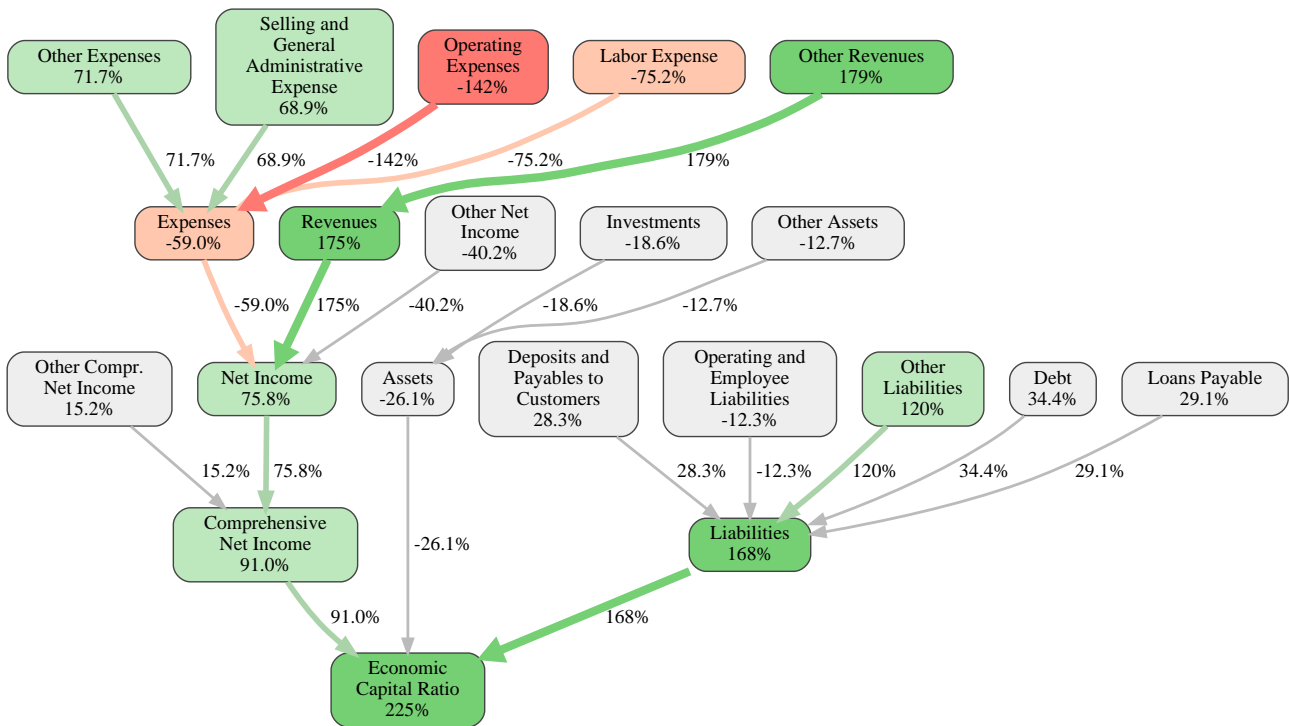 Other Expenses
71.7%
Selling and
General
Administrative
Expense
68.9%
Operating
Expenses
-142%
Labor Expense
-75.2%
Other Revenues
179%
71.7%
68.9%
-142%
-75.2%
179%
Expenses
-59.0%
Revenues
175%
Other Net
Income
-40.2%
Investments
-18.6%
Other Assets
-12.7%
-59.0%
175%
-40.2%
-18.6%
-12.7%
Other Compr.
Net Income
15.2%
Net Income
75.8%
Assets
-26.1%
Deposits and
Payables to
Customers
28.3%
Operating and
Employee
Liabilities
-12.3%
Other
Liabilities
120%
Debt
34.4%
Loans Payable
29.1%
15.2%
75.8%
28.3%
-12.3%
120%
34.4%
29.1%
Comprehensive
Net Income
91.0%
-26.1%
Liabilities
168%
91.0%
168%
Economic
Capital Ratio
225%